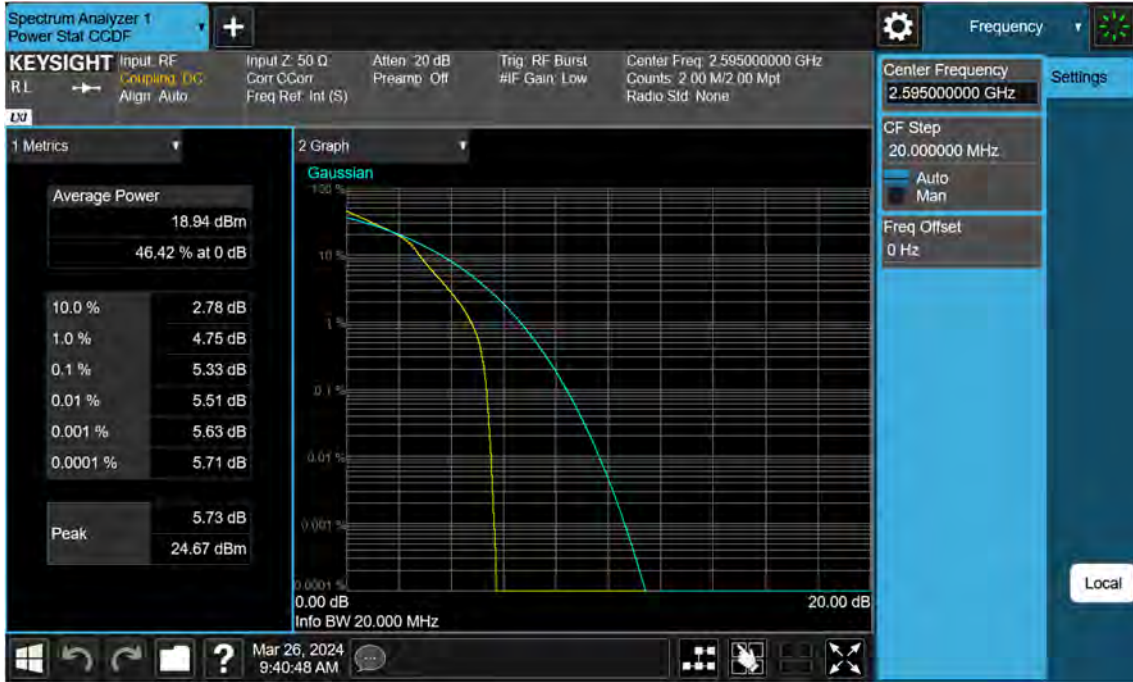 Spectrum Analyzer 1
Power Stat CCDF
Frequency
KEYSIGHT
R L
LXI
Input: RF
Coupling: DC
Align: Auto
Input Z: 50 Ω
Corr CCorr
Freq Ref: Int (S)
Atten: 20 dB
Preamp: Off
Trig: RF Burst
#IF Gain: Low
Center Freq: 2.595000000 GHz
Counts: 2.00 M/2.00 Mpt
Radio Std: None
Center Frequency
2.595000000 GHz
Settings
CF Step
20.000000 MHz
Auto
Man
Freq Offset
0 Hz
1 Metrics
Average Power
18.94 dBm
46.42 % at 0 dB
10.0 % 2.78 dB
1.0 % 4.75 dB
0.1 % 5.33 dB
0.01 % 5.51 dB
0.001 % 5.63 dB
0.0001 % 5.71 dB
Peak
5.73 dB
24.67 dBm
2 Graph
Gaussian
100 %
10 %
1 %
0.1 %
0.01 %
0.001 %
0.0001 %
0.00 dB 20.00 dB
Info BW 20.000 MHz
Local
?
Mar 26, 2024
9:40:48 AM